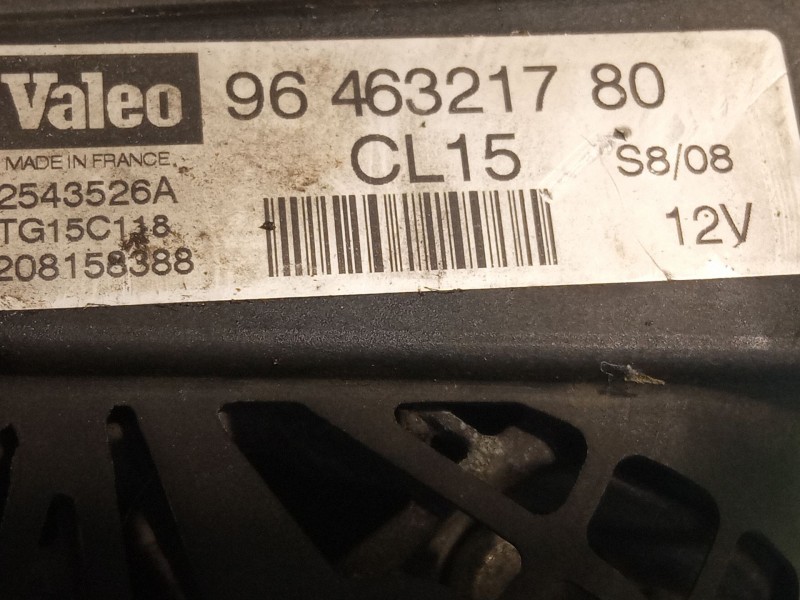 Valeo 96 463217 80
MADE IN FRANCE CL15 S8/08
2543526A
TG15C118 12V
208158388